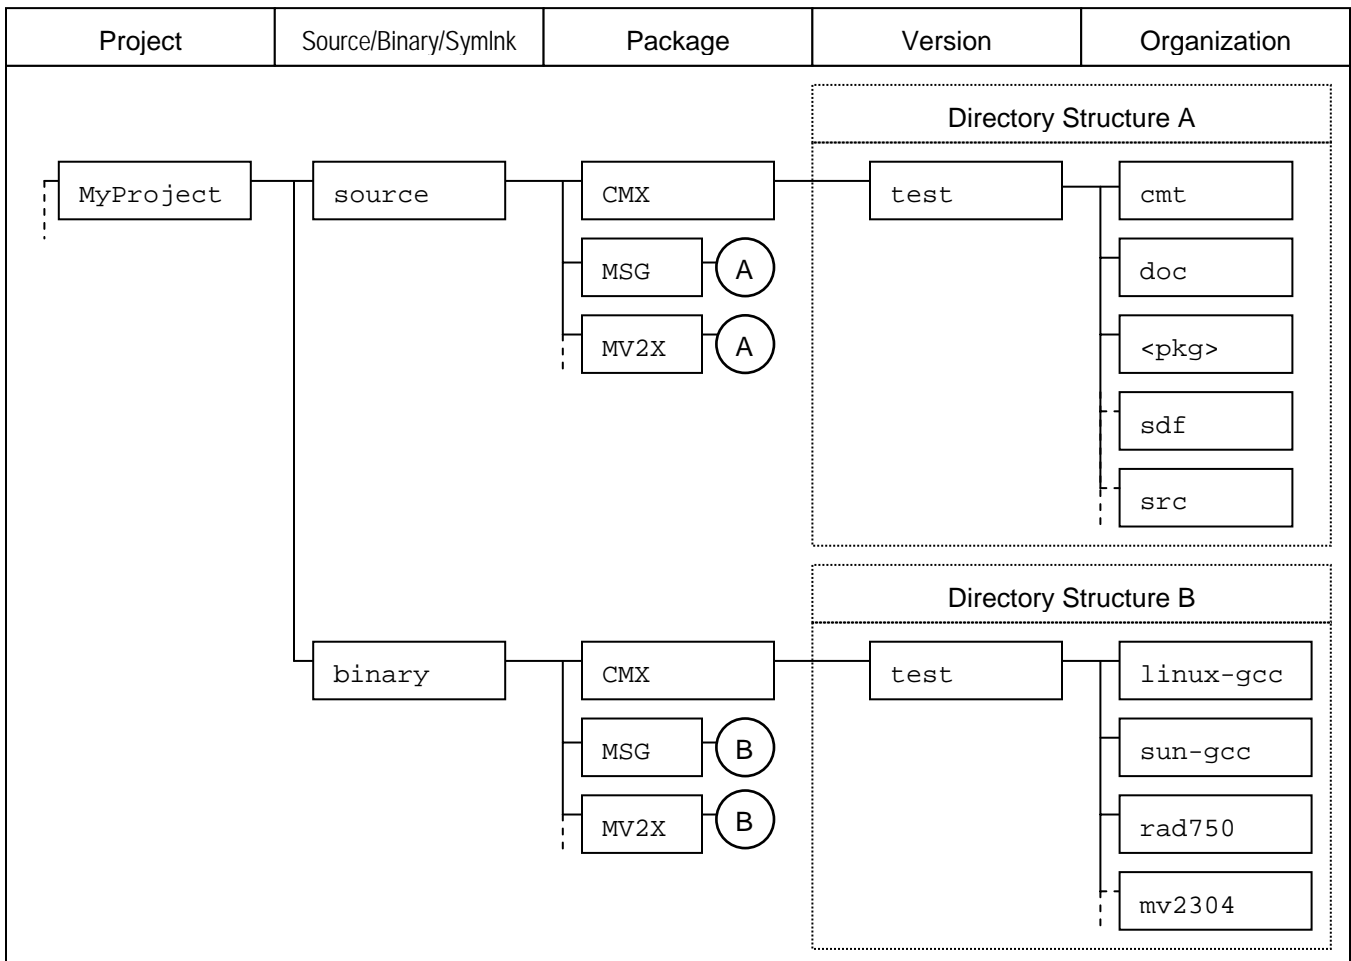 Project Source/Binary/Symlnk Package Version Organization
Directory Structure A
MyProject source CMX test cmt
MSG A doc
MV2X A <pkg>
sdf
src
Directory Structure B
binary CMX test linux-gcc
MSG B sun-gcc
MV2X B rad750
mv2304